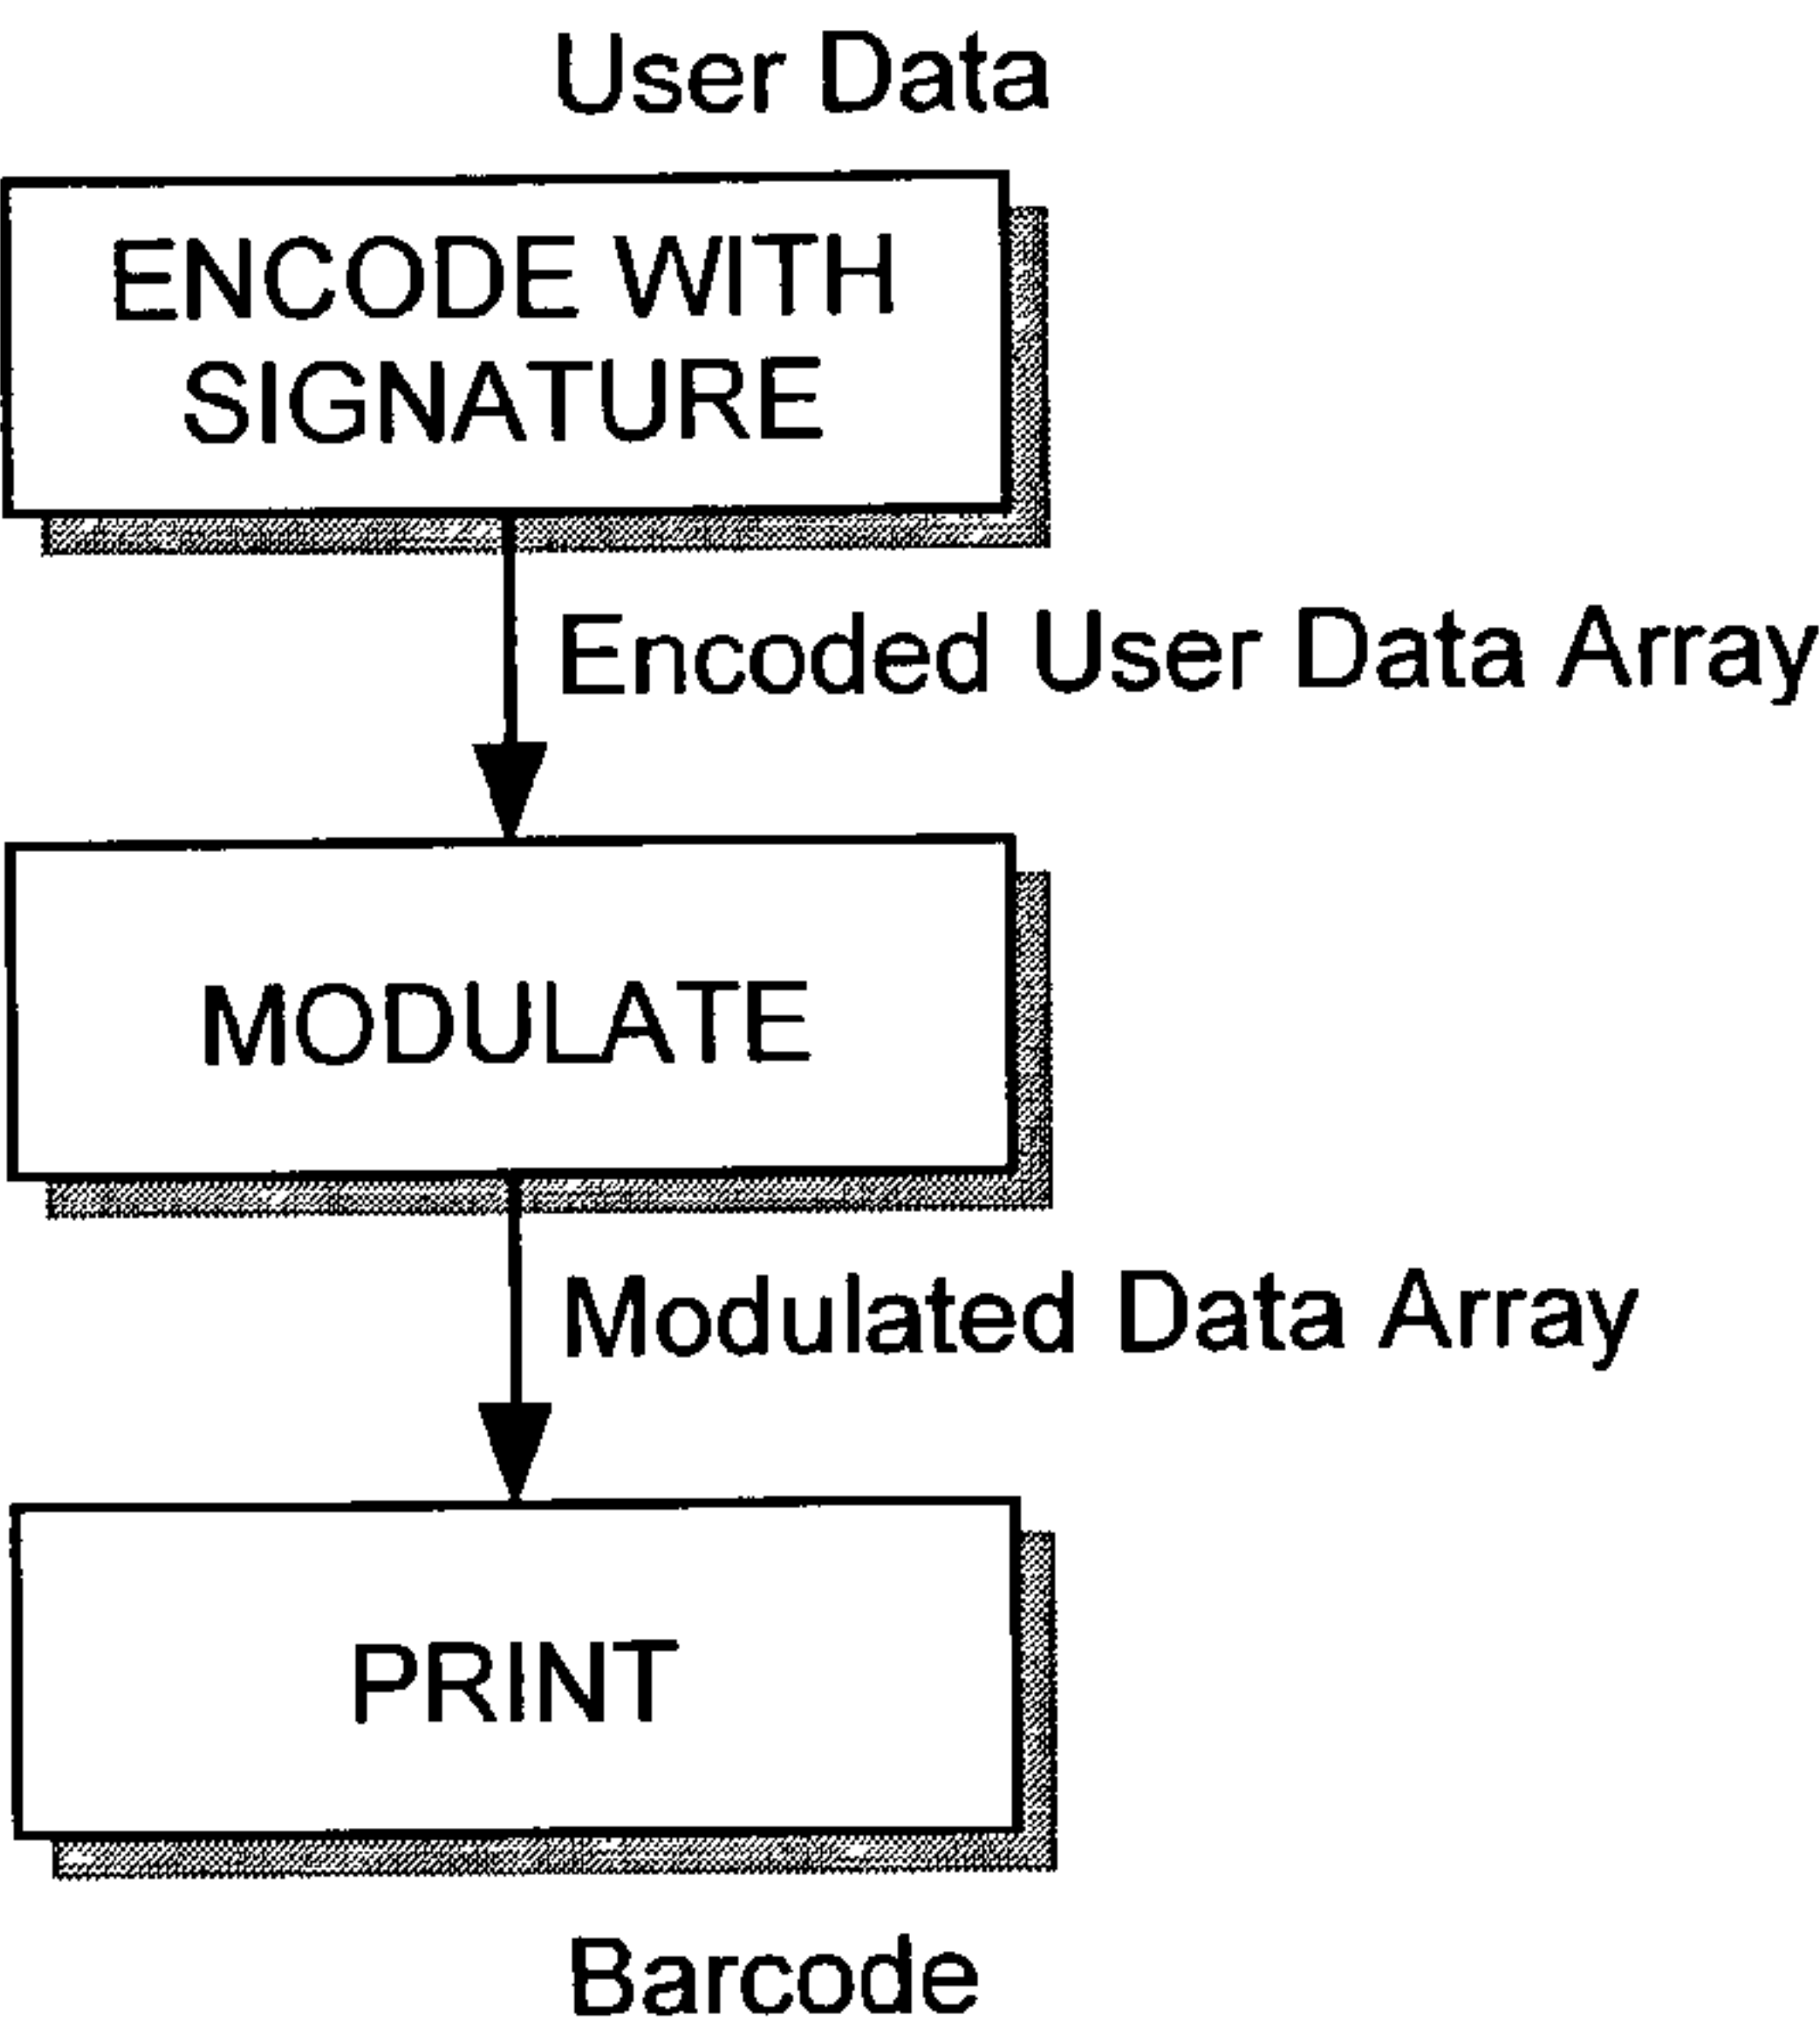 User Data
ENCODE WITH
SIGNATURE
Encoded User Data Array
MODULATE
Modulated Data Array
PRINT
Barcode